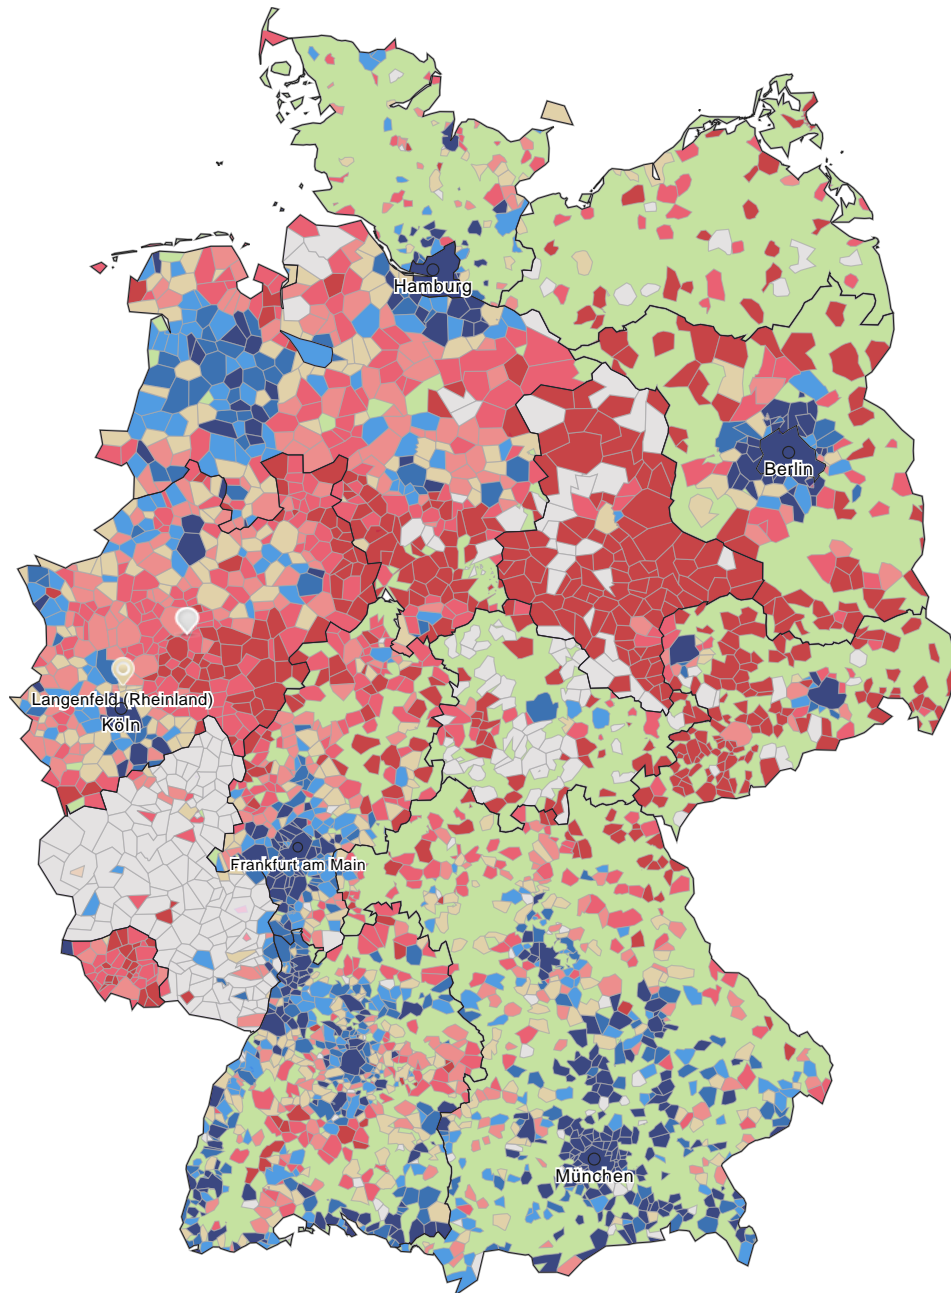 Hamburg
Berlin
Langenfeld (Rheinland)
Köln
Frankfurt am Main
München